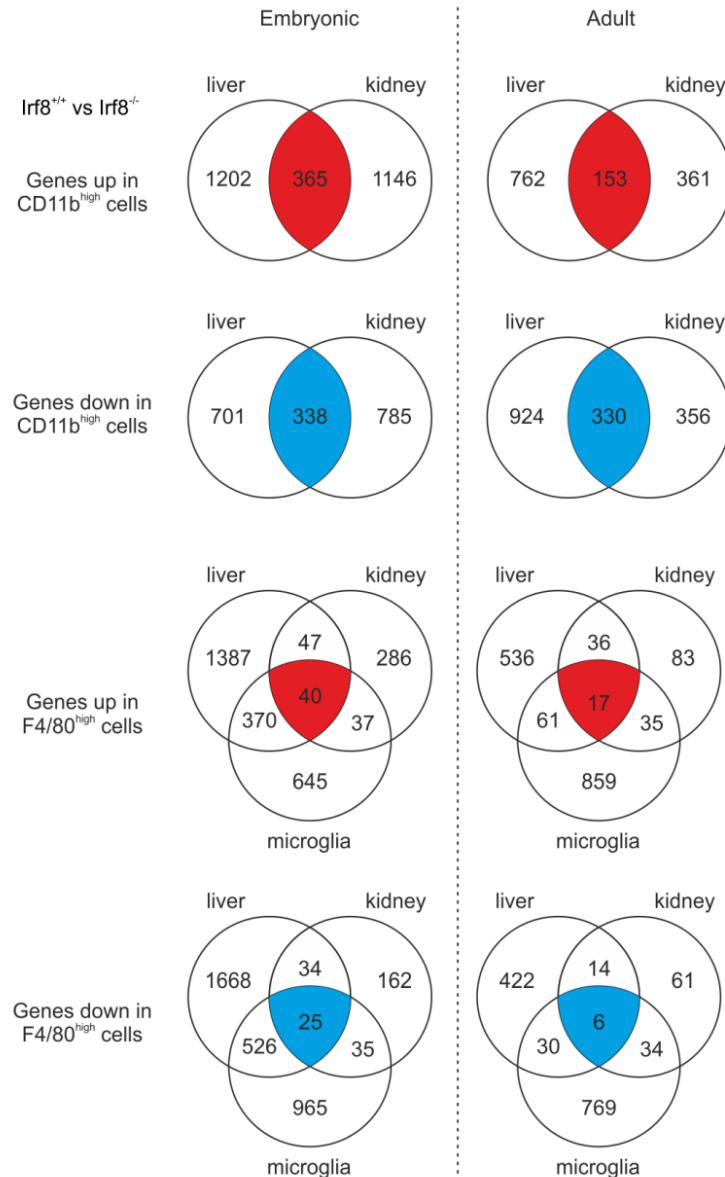 Embryonic Adult
Irf8+/+ vs Irf8-/-
liver kidney liver kidney
Genes up in
CD11bhigh cells
1202 365 1146 762 153 361
liver kidney liver kidney
Genes down in
CD11bhigh cells
701 338 785 924 330 356
liver kidney liver kidney
47 36
1387 286 536 83
Genes up in
F4/80high cells
40 17
370 37 61 35
645 859
microglia microglia
liver kidney liver kidney
34 14
1668 162 422 61
Genes down in
F4/80high cells
25 6
526 35 30 34
965 769
microglia microglia